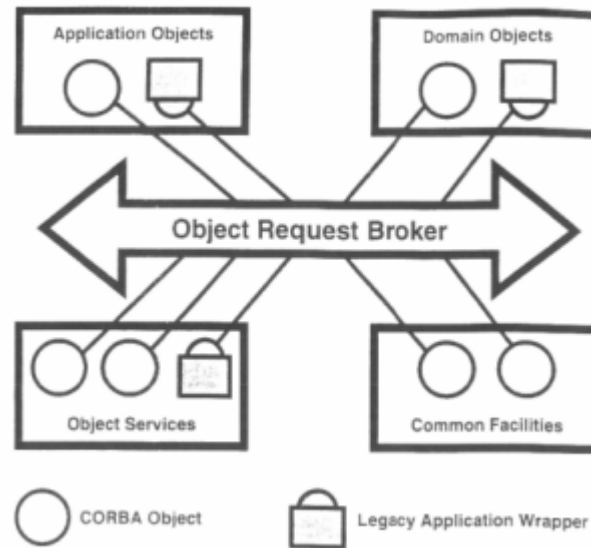 Application Objects
Domain Objects
Object Request Broker
Object Services
Common Facilities
CORBA Object
Legacy Application Wrapper